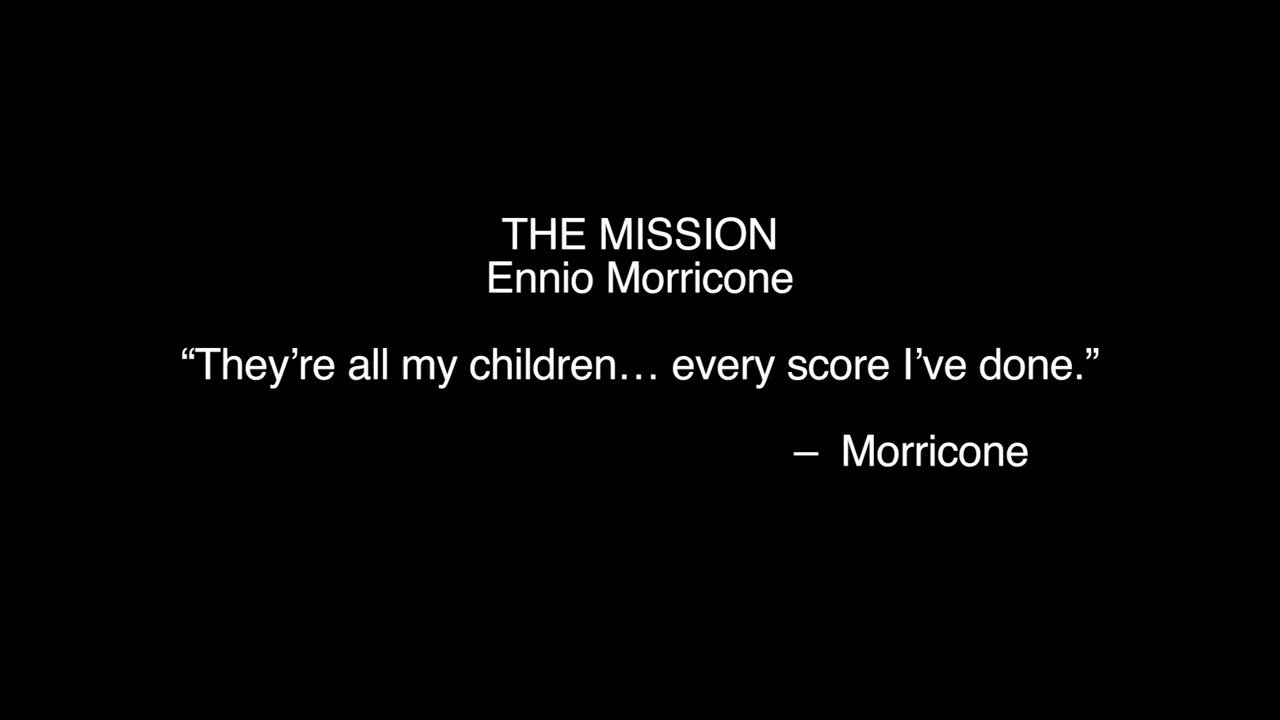 THE MISSION
Ennio Morricone
“They’re all my children… every score I’ve done.”
– Morricone